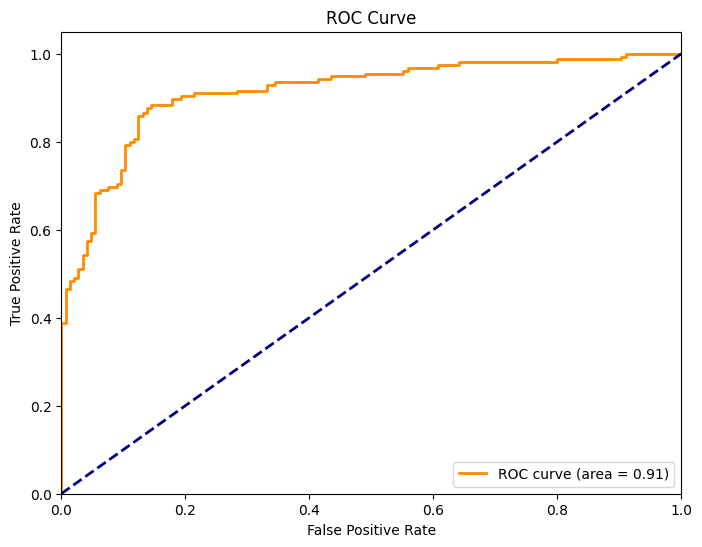 ROC Curve
True Positive Rate
1.0
0.8
0.6
0.4
0.2
0.0
0.0 0.2 0.4 0.6 0.8 1.0
False Positive Rate
ROC curve (area = 0.91)